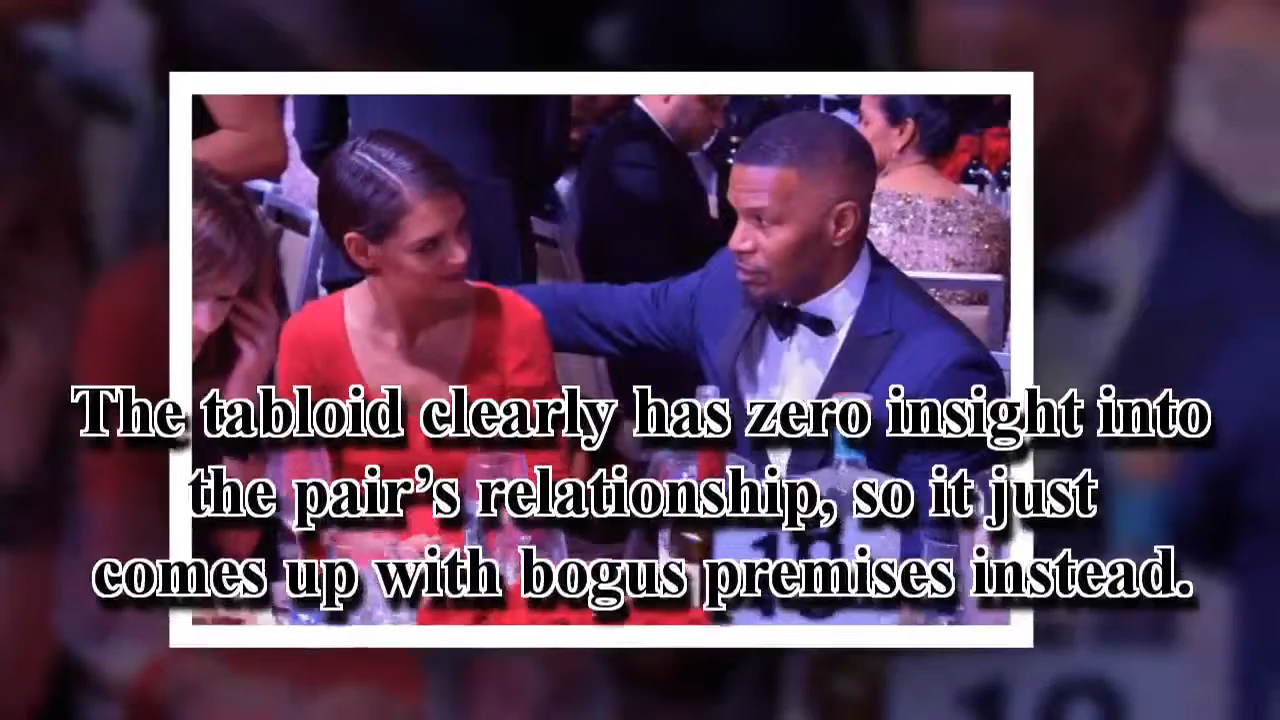 The tabloid clearly has zero insight into
the pair’s relationship, so it just
comes up with bogus premises instead.